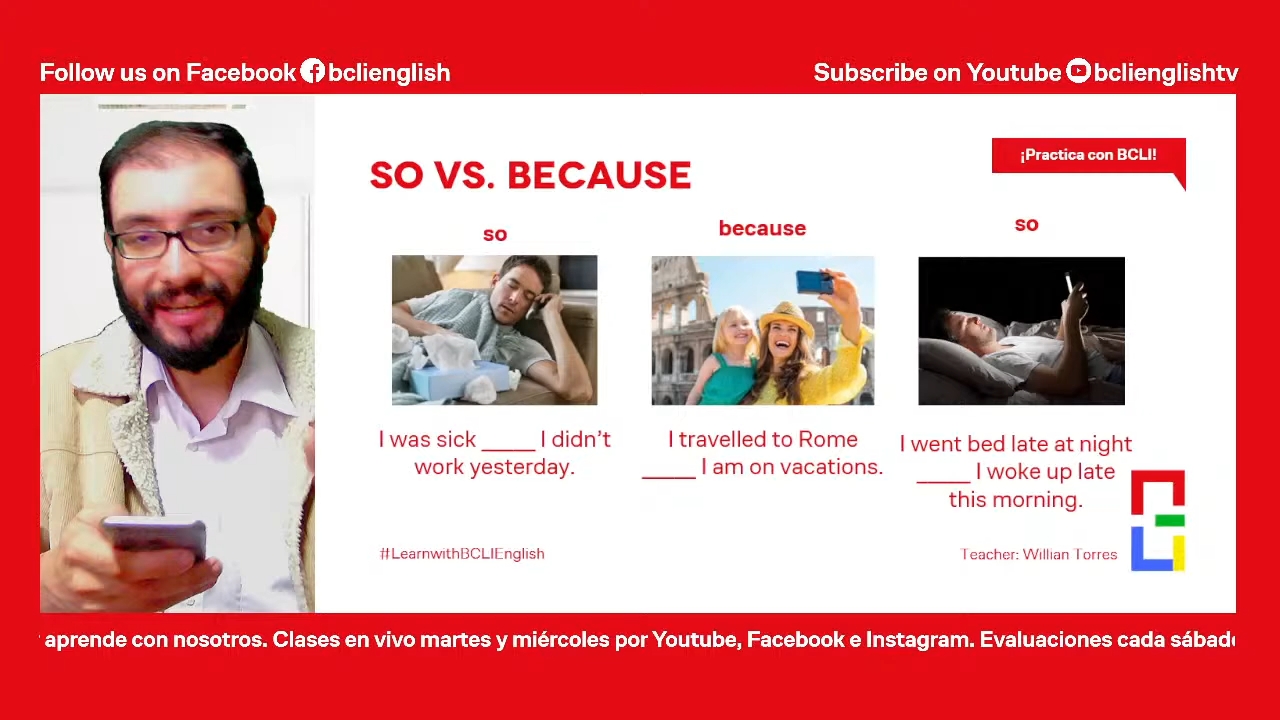 Follow us on Facebook bclienglish
Subscribe on Youtube bclienglishtv
¡Practica con BCLI!
SO VS. BECAUSE
so
because
so
I was sick _____ I didn't
work yesterday.
I travelled to Rome
_____ I am on vacations.
I went bed late at night
_____ I woke up late
this morning.
#LearnwithBCLIEnglish
Teacher: Willian Torres
aprende con nosotros. Clases en vivo martes y miércoles por Youtube, Facebook e Instagram. Evaluaciones cada